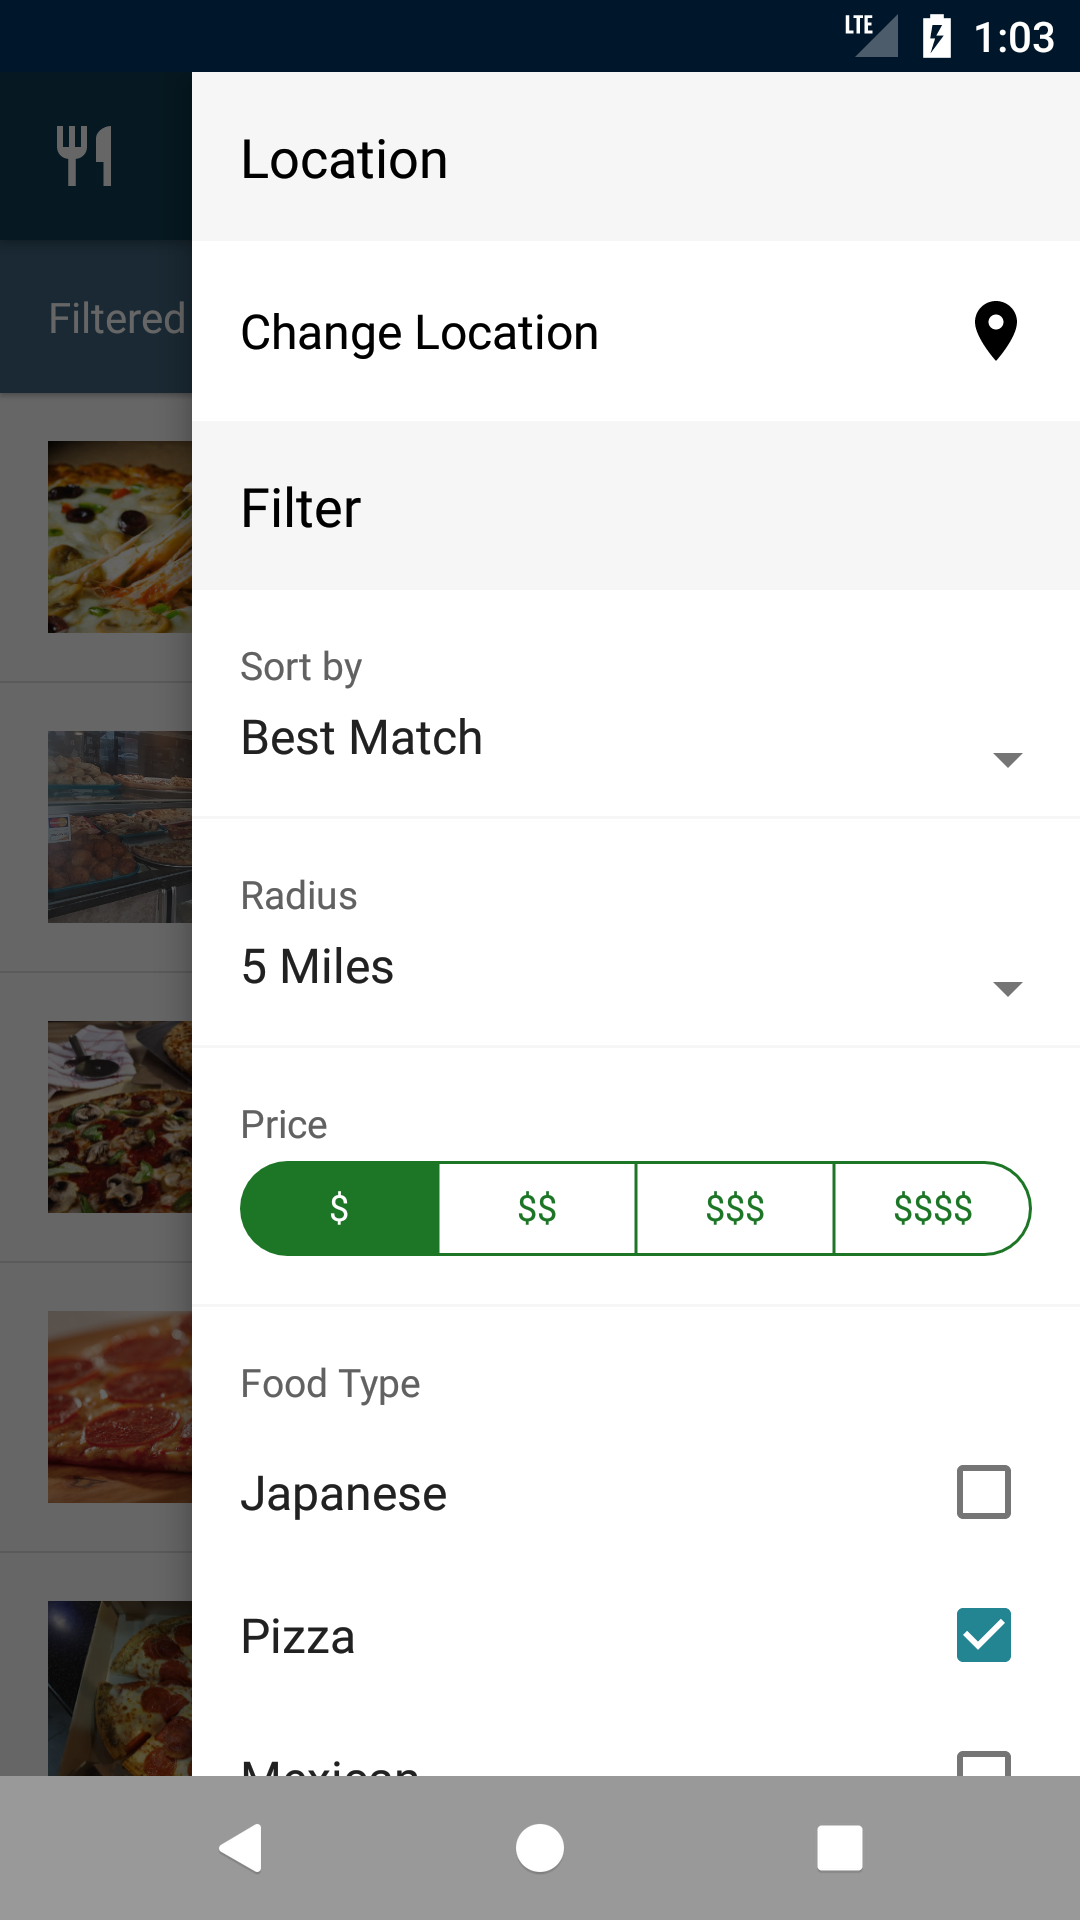 LTE 1:03
Location
Filtered
Change Location
Filter
Sort by
Best Match
Radius
5 Miles
Price
$ $$ $$$ $$$$
Food Type
Japanese
Pizza
Mexican